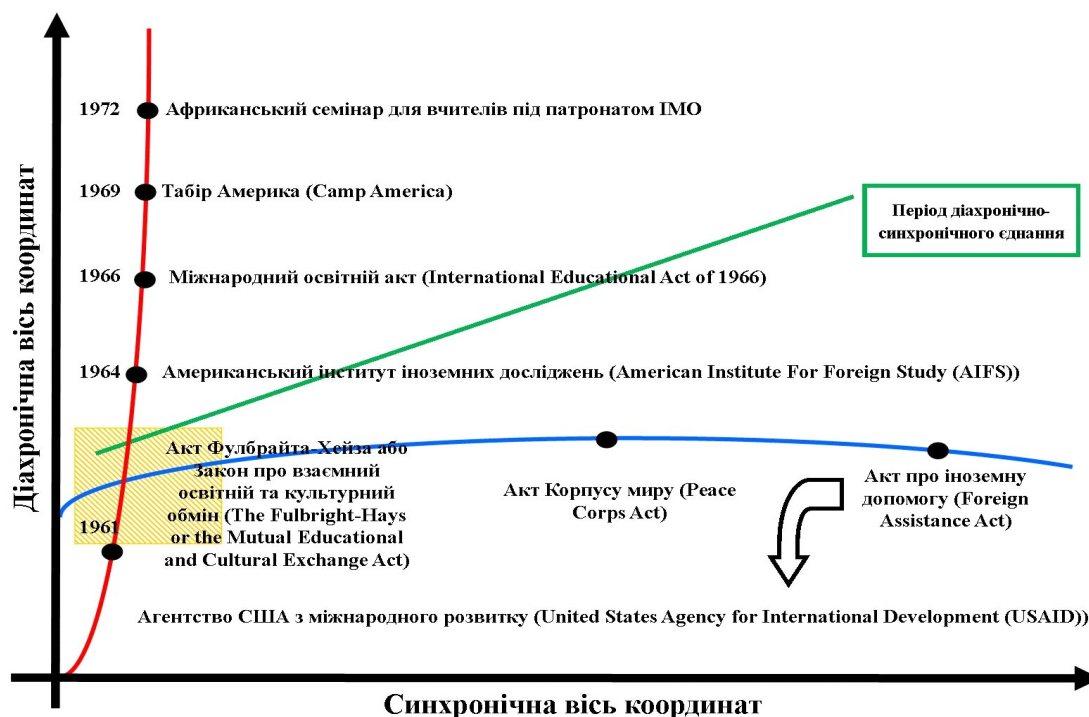 Діахронічна вісь координат
1972
Африканський семінар для вчителів під патронатом ІМО
1969
Табір Америка (Camp America)
Період діахронічно-
синхронічного єднання
1966
Міжнародний освітній акт (International Educational Act of 1966)
1964
Американський інститут іноземних досліджень (American Institute For Foreign Study (AIFS))
1961
Акт Фулбрайта-Хейза або
Закон про взаємний
освітній та культурний
обмін (The Fulbright-Hays
or the Mutual Educational
and Cultural Exchange Act)
Акт Корпусу миру (Peace
Corps Act)
Акт про іноземну
допомогу (Foreign
Assistance Act)
Агентство США з міжнародного розвитку (United States Agency for International Development (USAID))
Синхронічна вісь координат